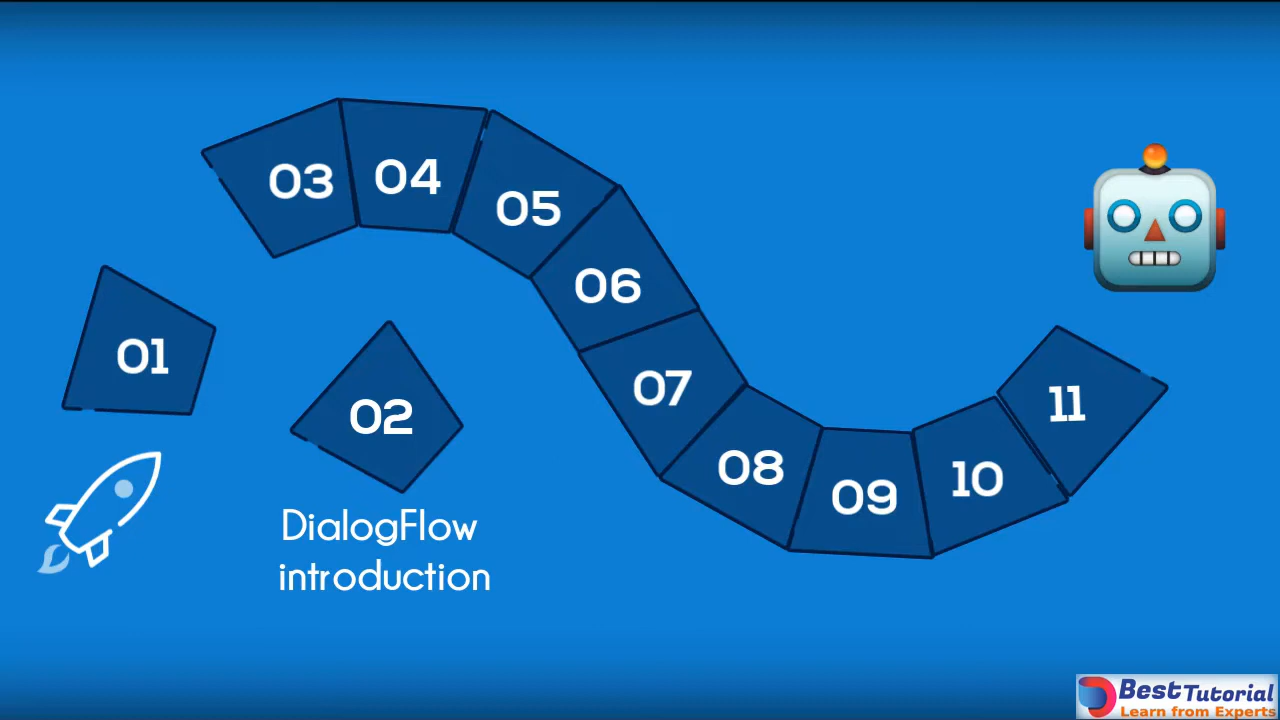 01
02
DialogFlow
introduction
03
04
05
06
07
08
09
10
11
Best Tutorial
Learn from Experts